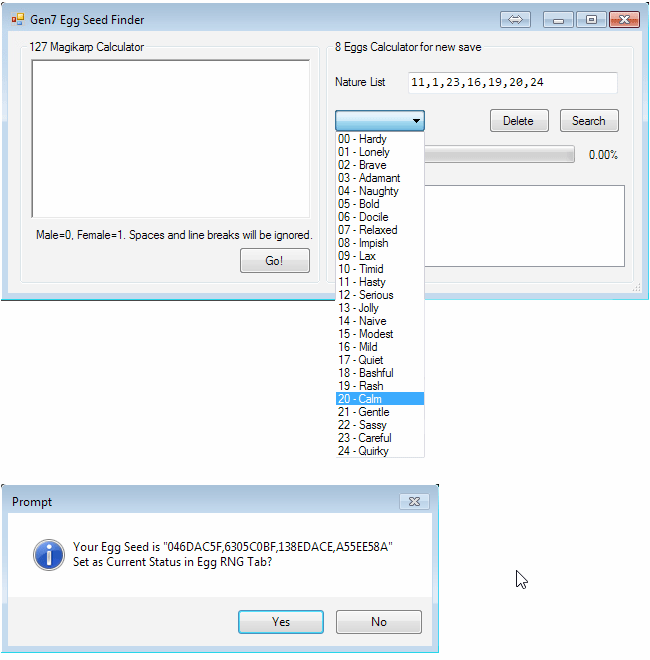 Gen7 Egg Seed Finder
127 Magikarp Calculator
Male=0, Female=1. Spaces and line breaks will be ignored.
Go!
8 Eggs Calculator for new save
Nature List
11,1,23,16,19,20,24
Delete
Search
0.00%
00 - Hardy
01 - Lonely
02 - Brave
03 - Adamant
04 - Naughty
05 - Bold
06 - Docile
07 - Relaxed
08 - Impish
09 - Lax
10 - Timid
11 - Hasty
12 - Serious
13 - Jolly
14 - Naive
15 - Modest
16 - Mild
17 - Quiet
18 - Bashful
19 - Rash
20 - Calm
21 - Gentle
22 - Sassy
23 - Careful
24 - Quirky
Prompt
Your Egg Seed is "046DAC5F,6305C0BF,138EDACE,A55EE58A"
Set as Current Status in Egg RNG Tab?
Yes
No